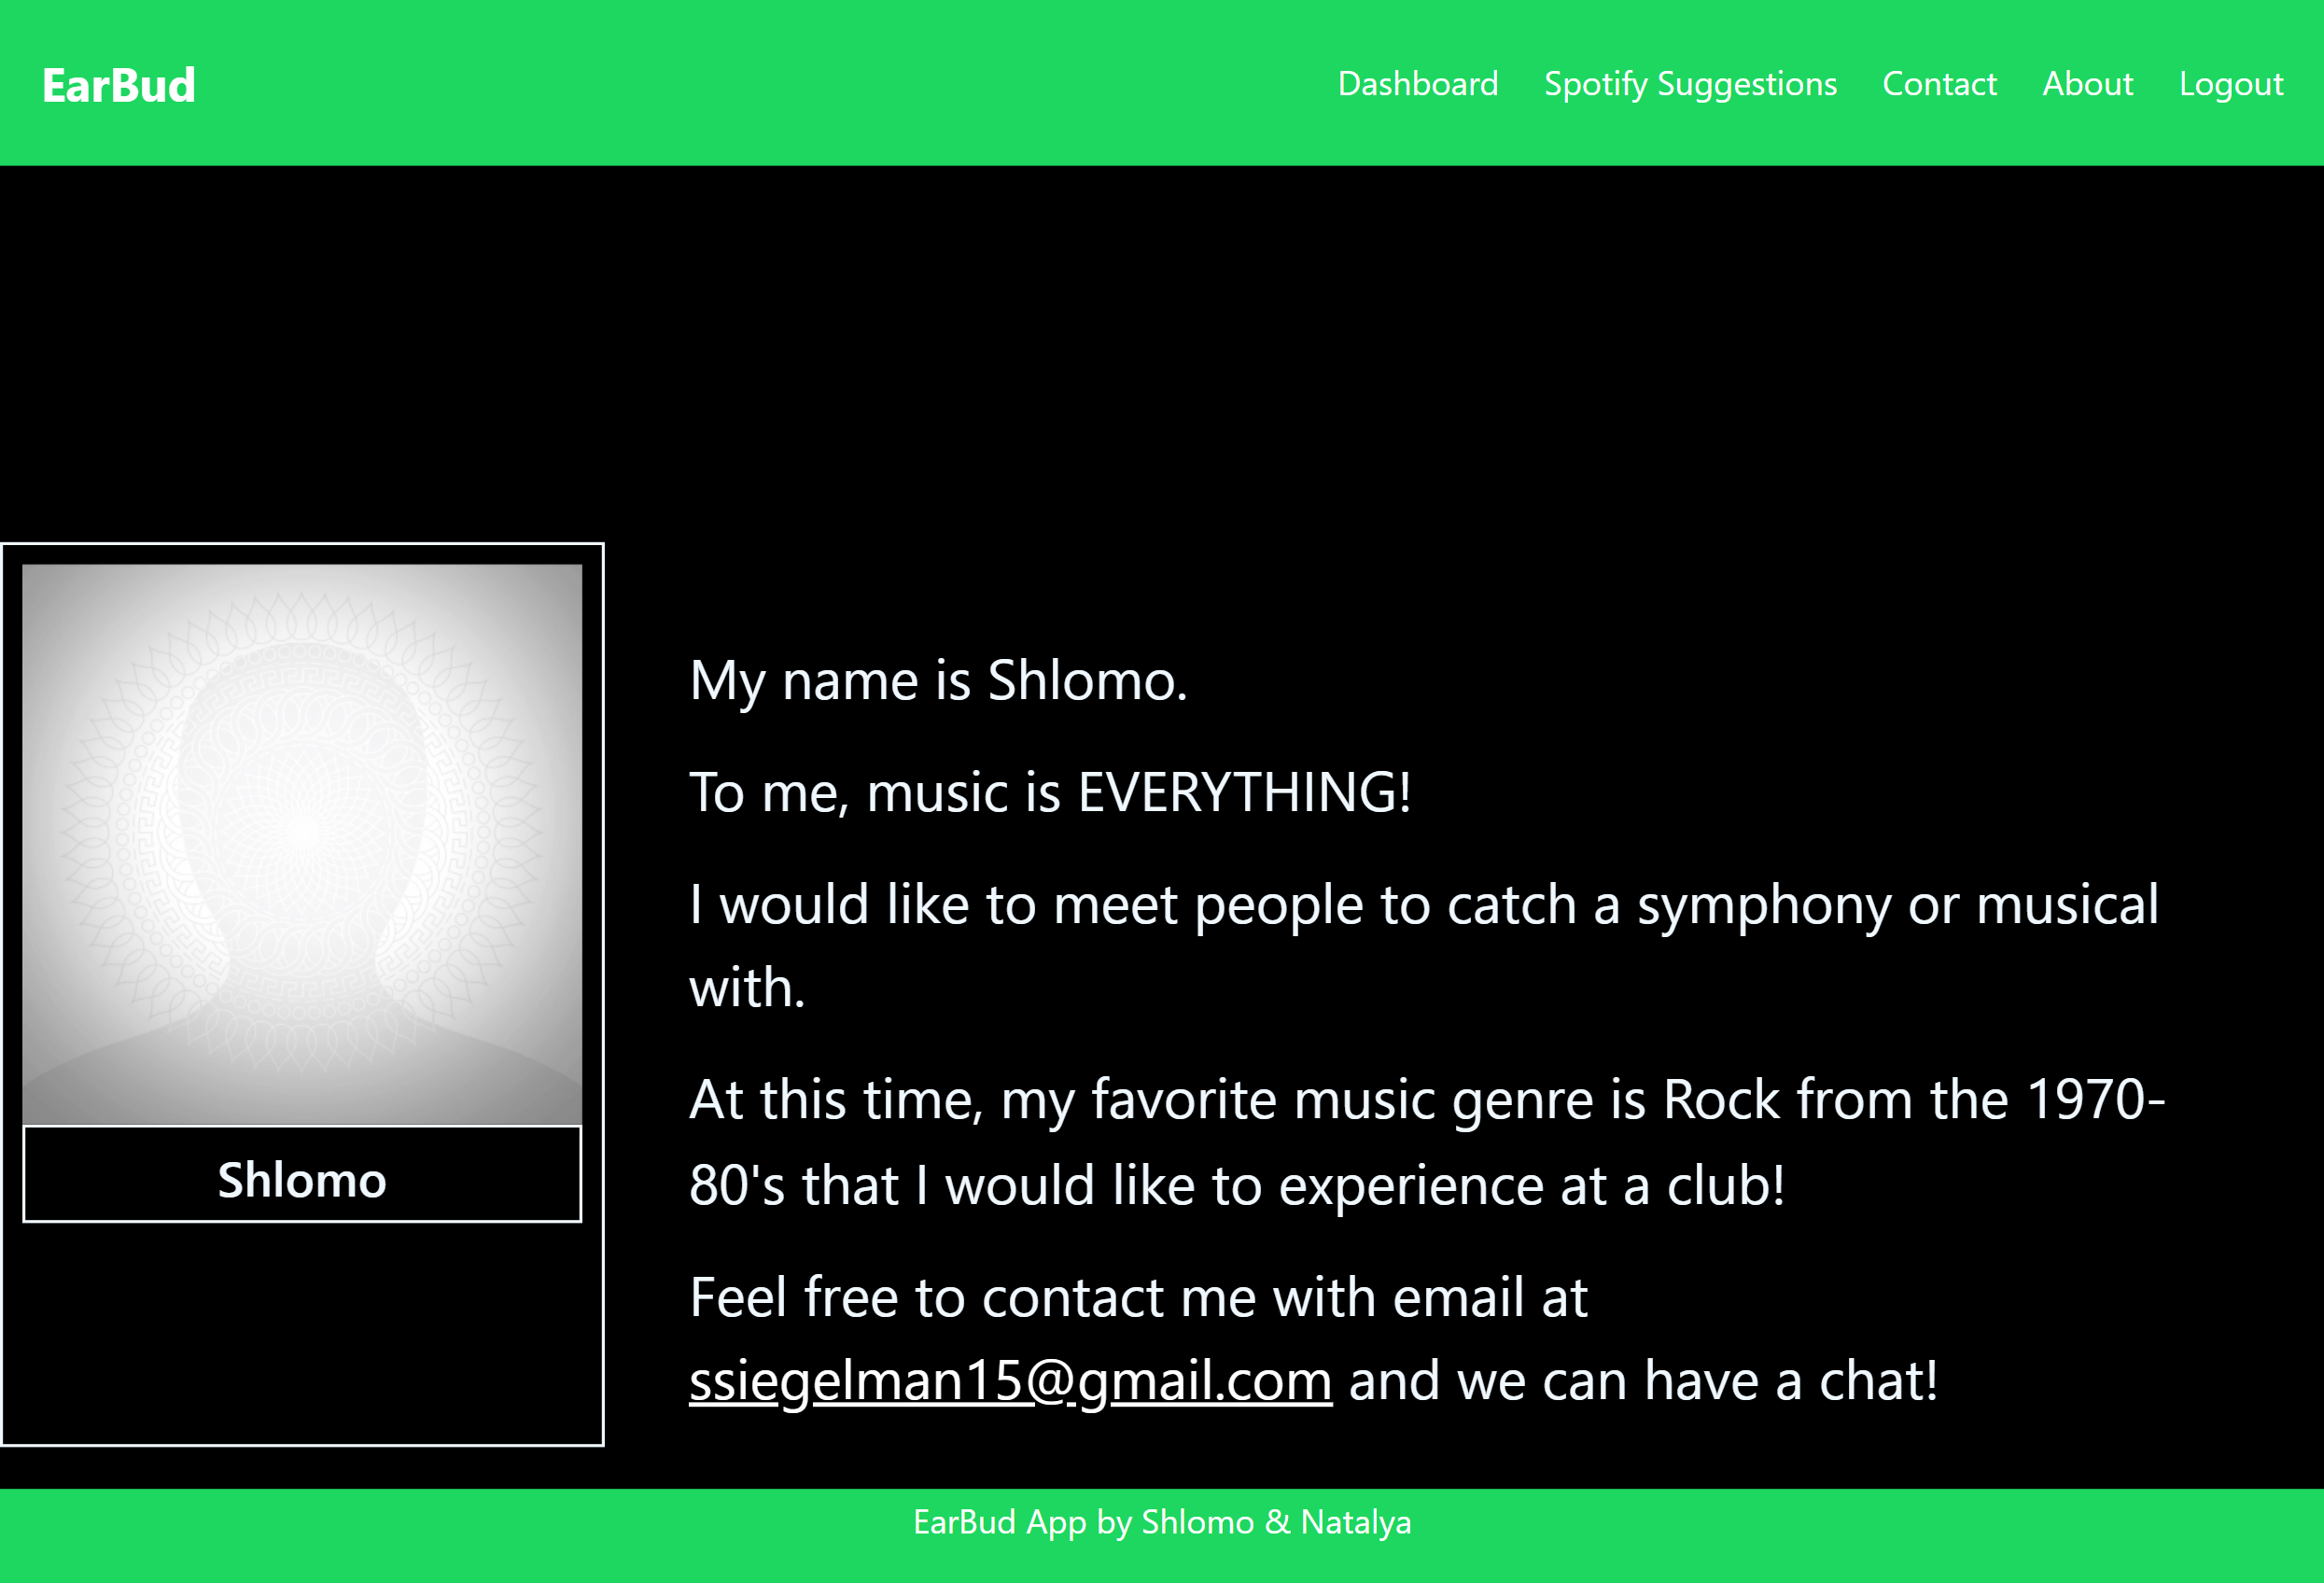 EarBud
Dashboard Spotify Suggestions Contact About Logout
My name is Shlomo.
To me, music is EVERYTHING!
I would like to meet people to catch a symphony or musical
with.
At this time, my favorite music genre is Rock from the 1970-
80's that I would like to experience at a club!
Feel free to contact me with email at
ssiegelman15@gmail.com and we can have a chat!
Shlomo
EarBud App by Shlomo & Natalya